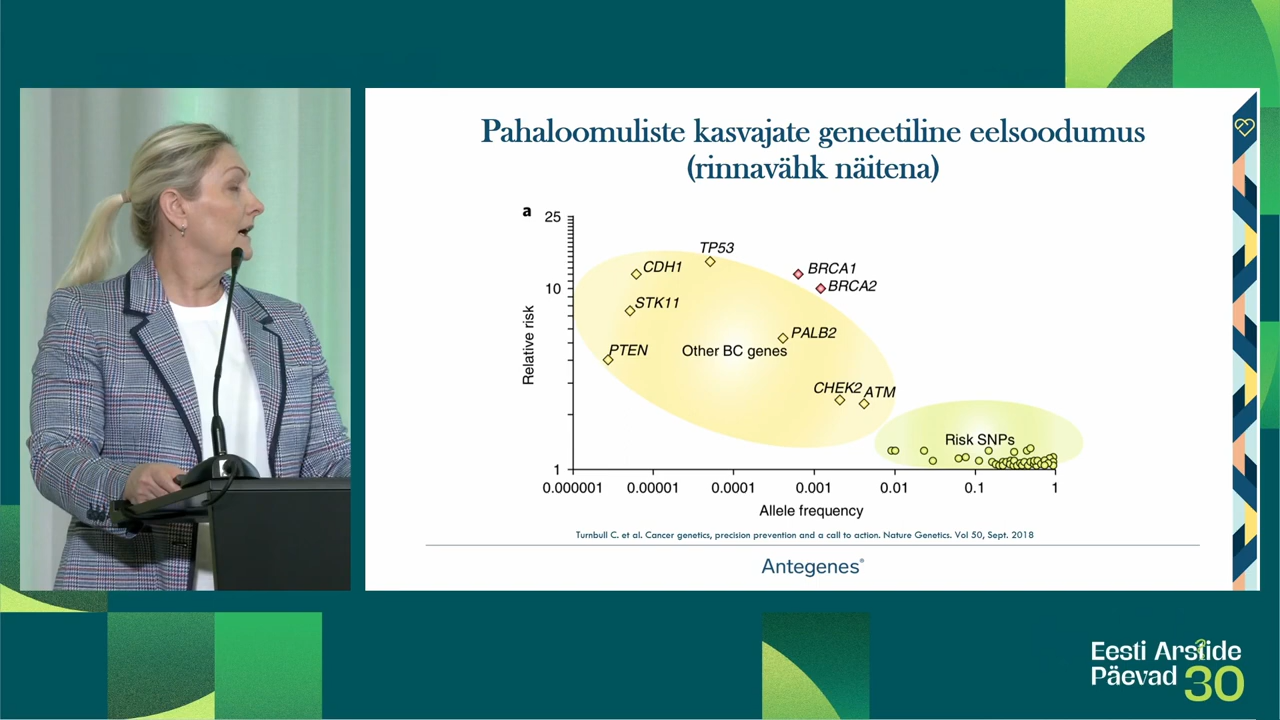 Pahaloomuliste kasvajate geneetiline eelsoodumus
(rinnavähk näitena)
a
25
TP53
CDH1
BRCA1
10
BRCA2
STK11
PALB2
PTEN
Other BC genes
Relative risk
CHEK2
ATM
Risk SNPs
1
0.000001 0.00001 0.0001 0.001 0.01 0.1 1
Allele frequency
Turnbull C. et al. Cancer genetics, precision prevention and a call to action. Nature Genetics. Vol 50, Sept. 2018
Antegenes®
Eesti Arstide
Päevad 30